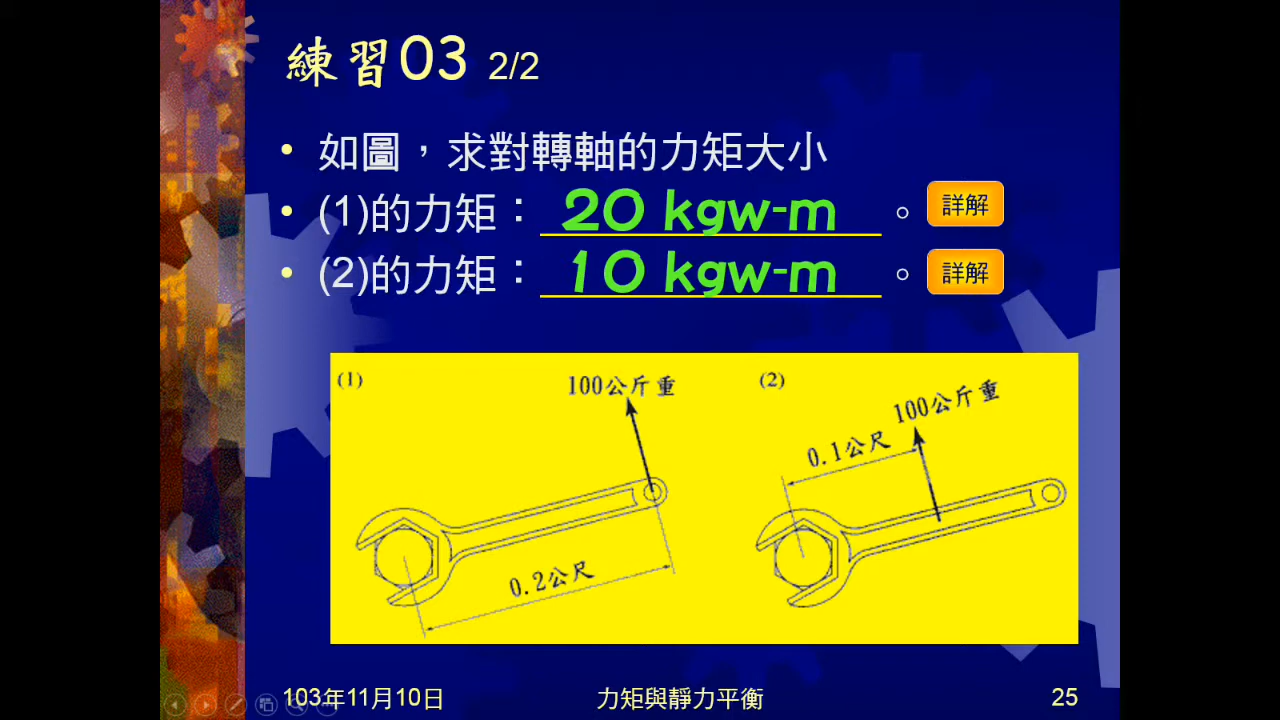 練習03 2/2
• 如圖，求對轉軸的力矩大小
• (1)的力矩： 20 kgw-m 。 詳解
• (2)的力矩： 10 kgw-m 。 詳解
(1)
100公斤重
0.2公尺
(2)
100公斤重
0.1公尺
103年11月10日 力矩與靜力平衡 25